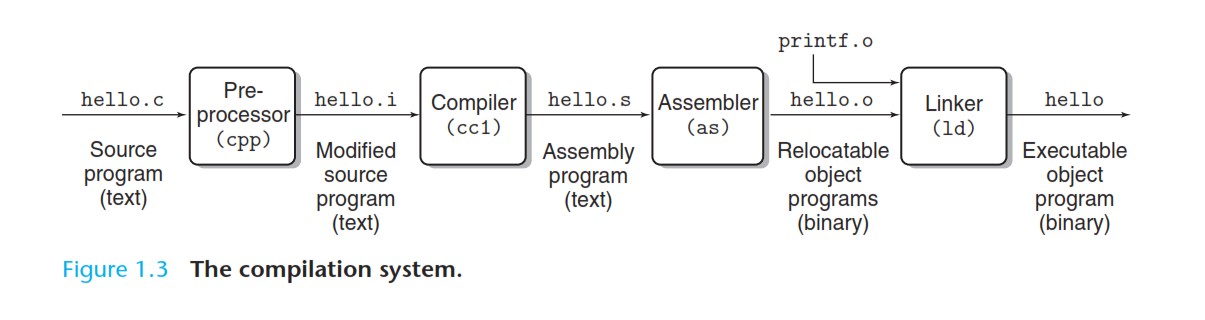 printf.o
hello.c
Pre-
processor
(cpp)
hello.i
Compiler
(cc1)
hello.s
Assembler
(as)
hello.o
Linker
(ld)
hello
Source
program
(text)
Modified
source
program
(text)
Assembly
program
(text)
Relocatable
object
programs
(binary)
Executable
object
program
(binary)
Figure 1.3 The compilation system.